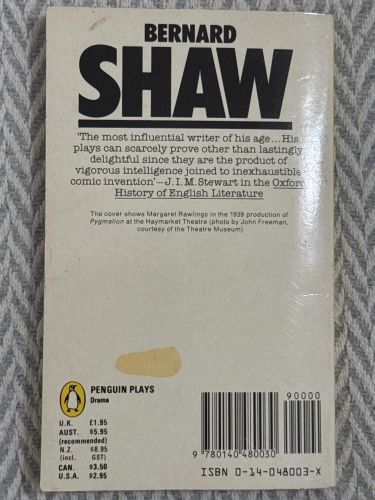 BERNARD
SHAW
'The most influential writer of his age...His
plays can scarcely prove other than lastingly
delightful since they are the product of
vigorous intelligence joined to inexhaustible
comic invention' – J.I.M.Stewart in the Oxford
History of English Literature
The cover shows Margaret Rawlings in the 1939 production of
Pygmalion at the Haymarket Theatre (photo by John Freeman,
courtesy of the Theatre Museum)
PENGUIN PLAYS
Drama
U.K. £1.95
AUST. $5.95
(recommended)
N.Z. $8.95
(incl. GST)
CAN. $3.50
U.S.A. $2.95
90000
9 780140 480030
ISBN 0-14-048003-X